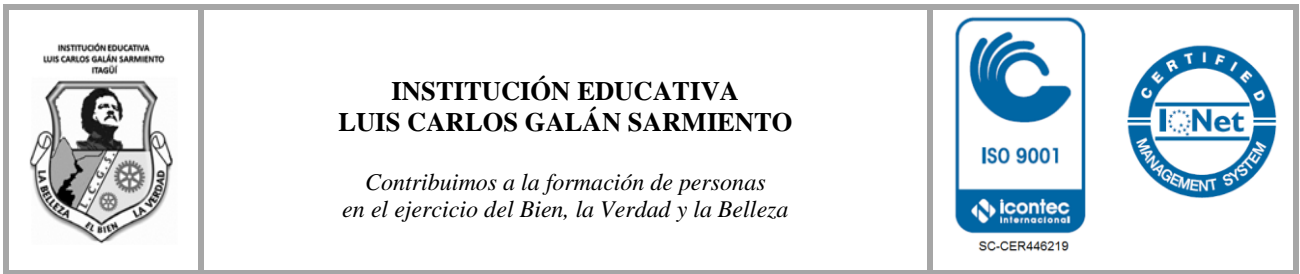 INSTITUCIÓN EDUCATIVA
LUIS CARLOS GALÁN SARMIENTO
ITAGÜÍ
L.C.G.S.
LA BELLEZA
EL BIEN
LA VERDAD
INSTITUCIÓN EDUCATIVA
LUIS CARLOS GALÁN SARMIENTO
Contribuimos a la formación de personas
en el ejercicio del Bien, la Verdad y la Belleza
ISO 9001
icontec
internacional
SC-CER446219
CERTIFIED
IQNet
MANAGEMENT SYSTEM